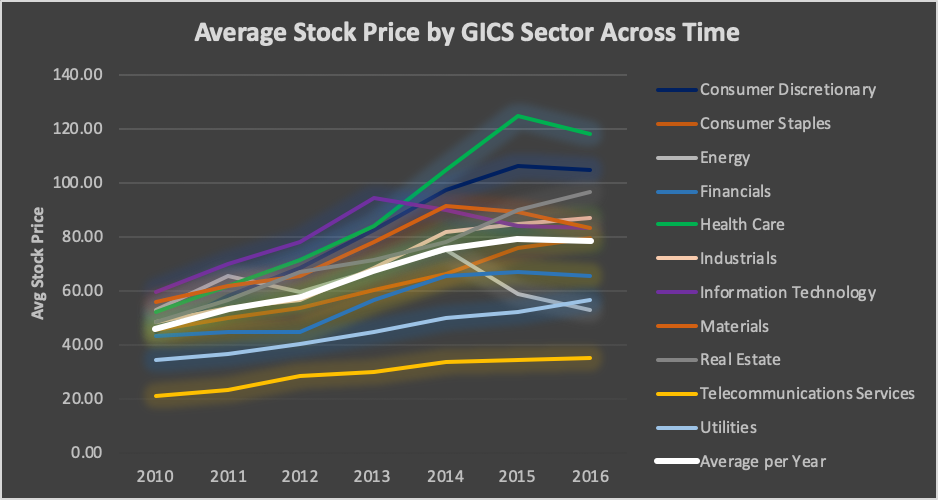 Average Stock Price by GICS Sector Across Time
Avg Stock Price
140.00
120.00
100.00
80.00
60.00
40.00
20.00
0.00
2010 2011 2012 2013 2014 2015 2016
Consumer Discretionary
Consumer Staples
Energy
Financials
Health Care
Industrials
Information Technology
Materials
Real Estate
Telecommunications Services
Utilities
Average per Year